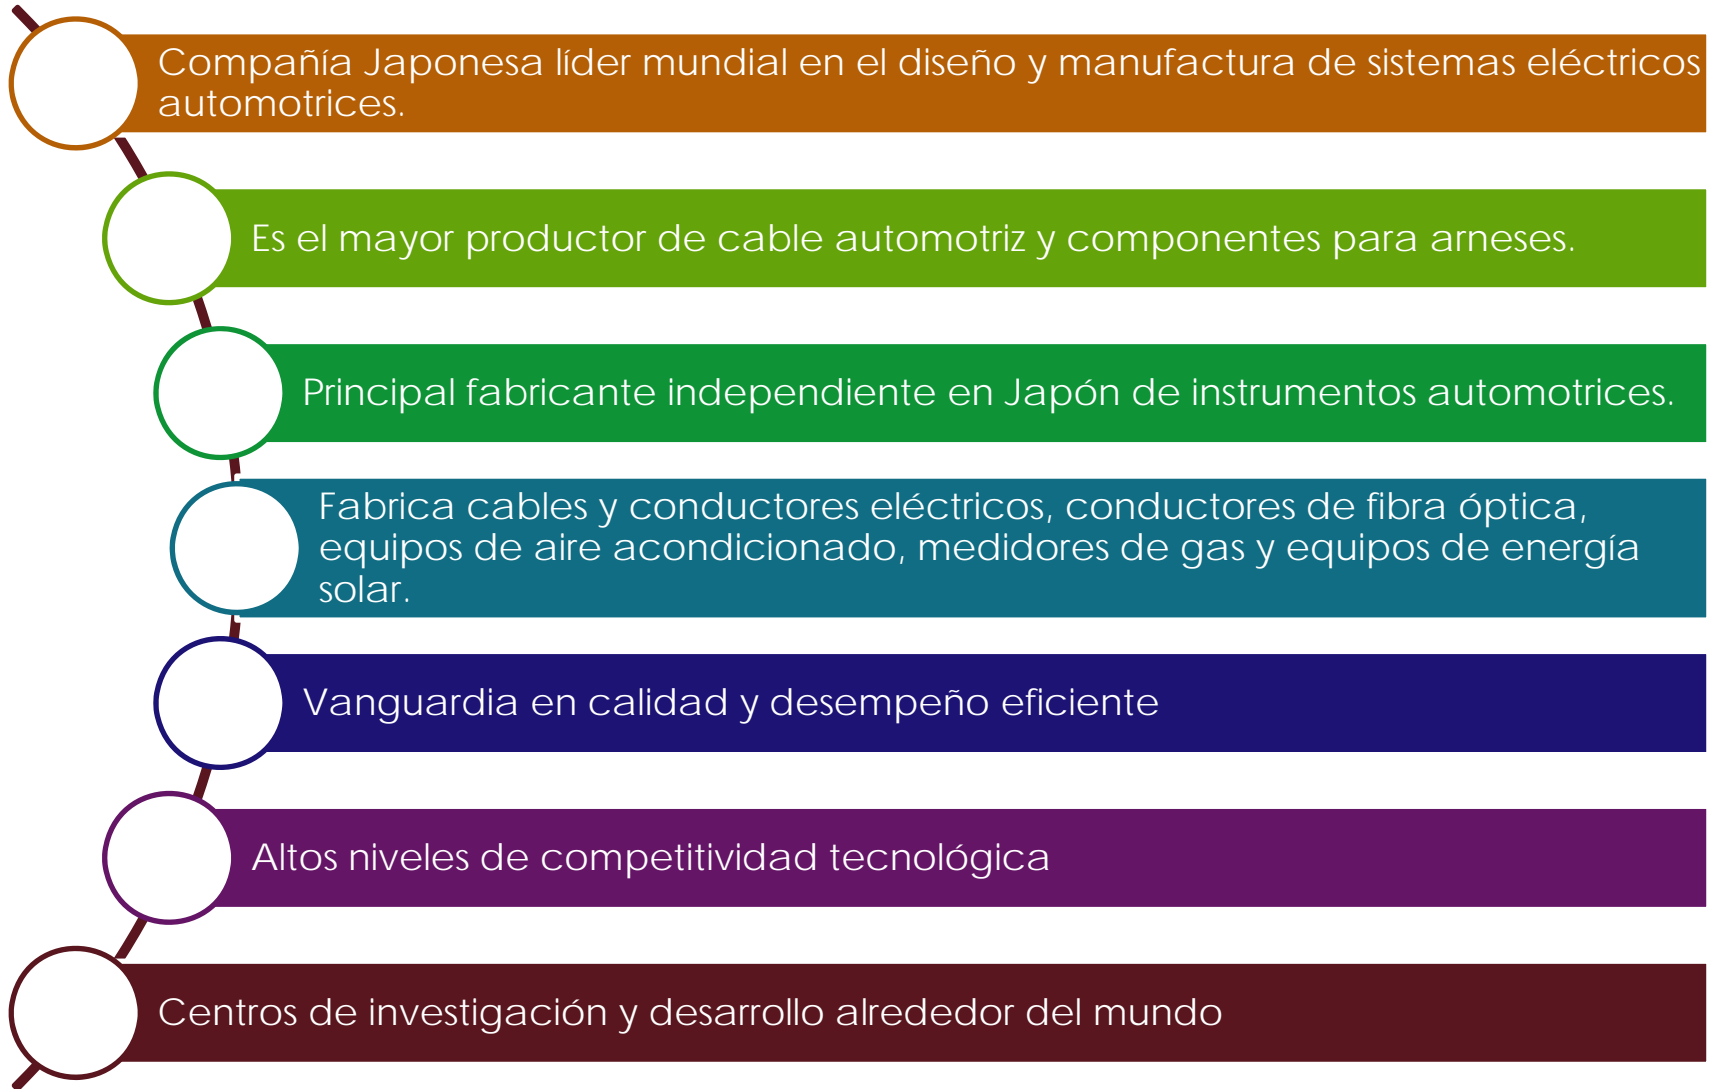 Compañía Japonesa líder mundial en el diseño y manufactura de sistemas eléctricos
automotrices.
Es el mayor productor de cable automotriz y componentes para arneses.
Principal fabricante independiente en Japón de instrumentos automotrices.
Fabrica cables y conductores eléctricos, conductores de fibra óptica,
equipos de aire acondicionado, medidores de gas y equipos de energía
solar.
Vanguardia en calidad y desempeño eficiente
Altos niveles de competitividad tecnológica
Centros de investigación y desarrollo alrededor del mundo